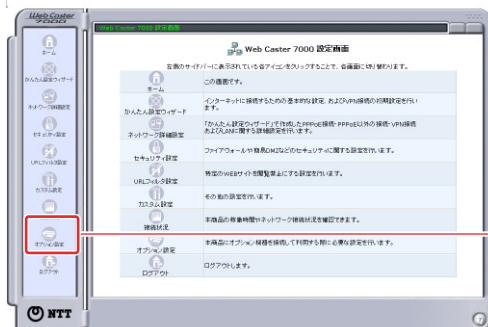 Web Caster
7000
Web Caster 7000 設定画面
Web Caster 7000 設定画面
左側のサイドバーに表示されている各アイコンをクリックすることで、各画面に切り替わります。
ホーム
かんたん設定ウィザード
ネットワーク詳細設定
セキュリティ設定
URLフィルタ設定
カスタム設定
オプション設定
ログアウト
ホーム
この画面です。
かんたん設定ウィザード
インターネットに接続するための基本的な設定、およびVPN接続の初期設定を行い
ます。
ネットワーク詳細設定
「かんたん設定ウィザード」で作成したPPPoE接続・PPPoE以外の接続・VPN接続
およびLANに関する詳細設定を行います。
セキュリティ設定
ファイアウォールや簡易DMZなどのセキュリティに関する設定を行います。
URLフィルタ設定
特定のWEBサイトを閲覧禁止にする設定を行います。
カスタム設定
その他の設定を行います。
接続状況
本商品の稼働時間やネットワーク接続状況を確認できます。
オプション設定
本商品にオプション機器を接続して利用する際に必要な設定を行います。
ログアウト
ログアウトします。
NTT